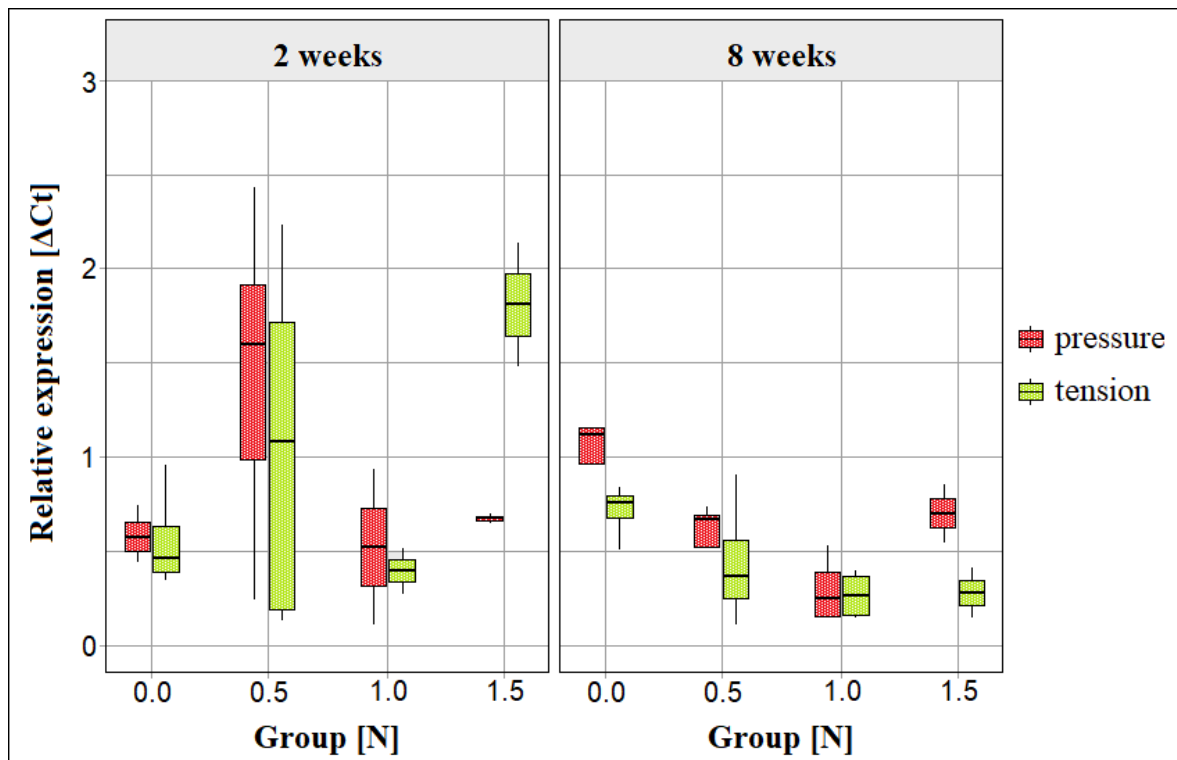 2 weeks
8 weeks
Relative expression [ΔCt]
3
2
1
0
0.0 0.5 1.0 1.5
0.0 0.5 1.0 1.5
Group [N]
Group [N]
pressure
tension